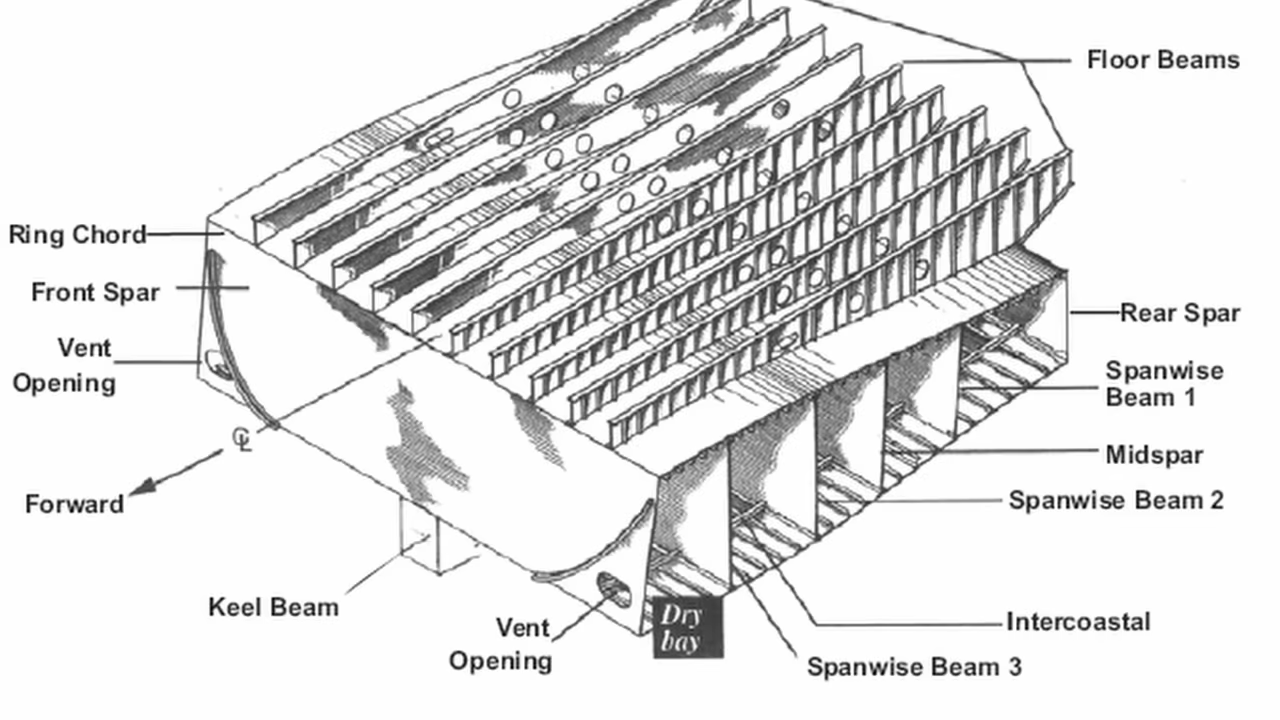 Floor Beams
Ring Chord
Front Spar
Vent
Opening
Rear Spar
Spanwise
Beam 1
Midspar
Spanwise Beam 2
℄
Forward
Keel Beam
Vent
Opening
Dry
bay
Intercoastal
Spanwise Beam 3